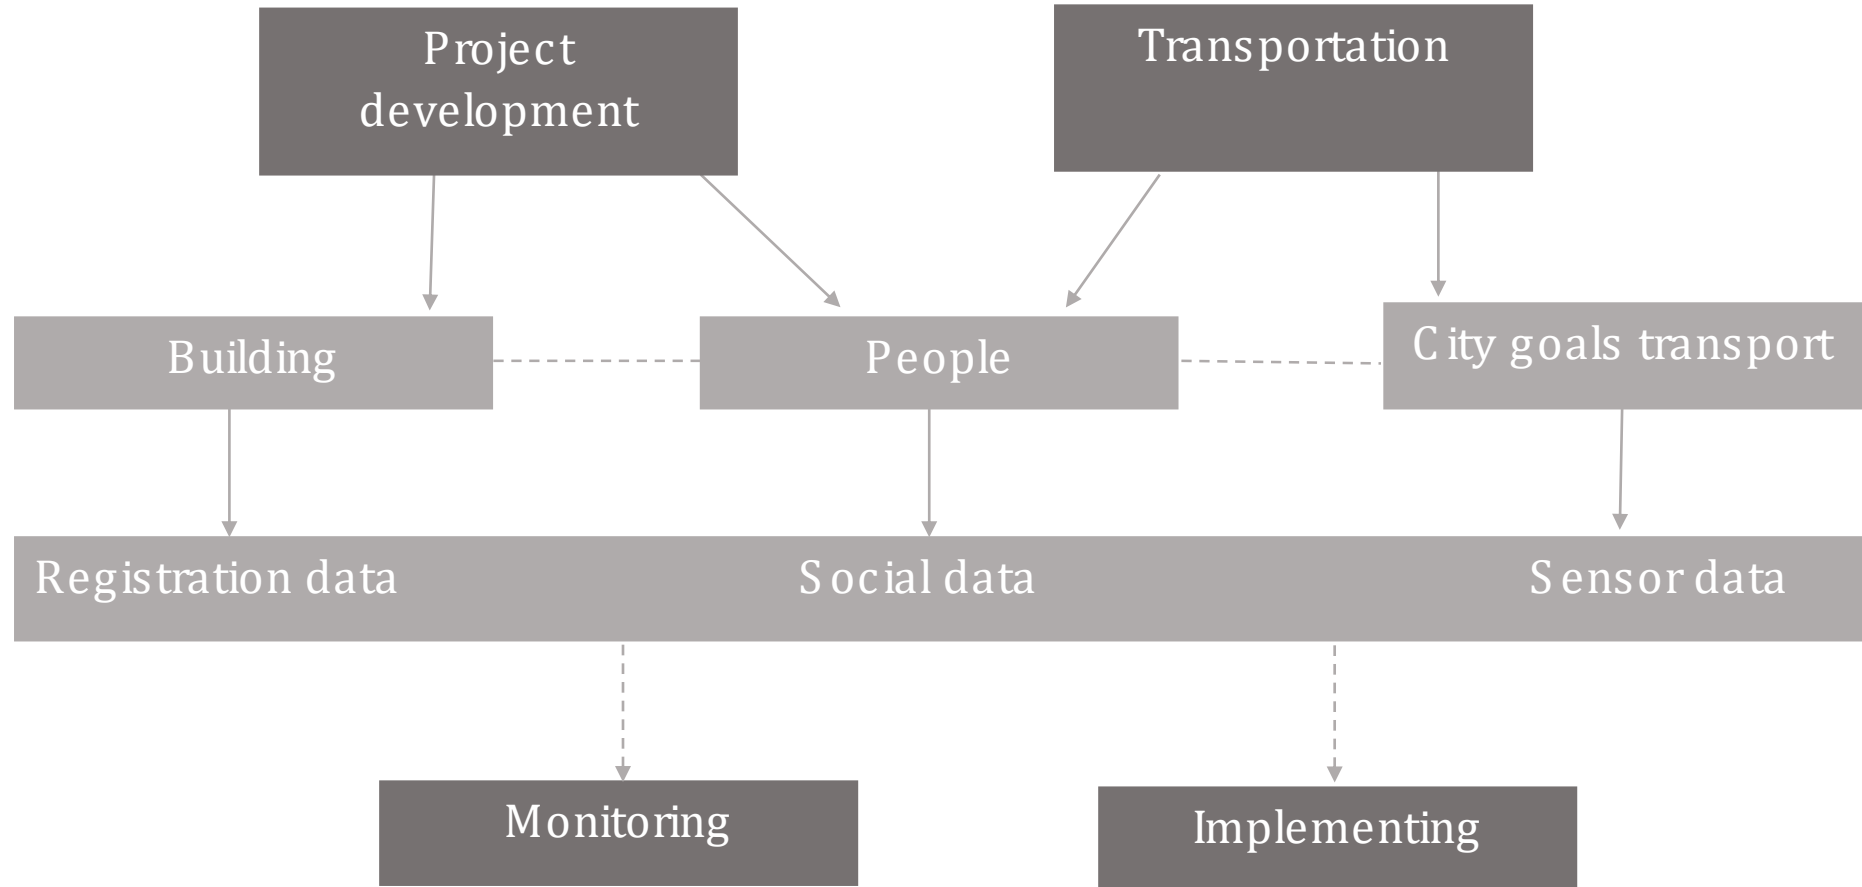 Project
development
Transportation
Building
People
City goals transport
Registration data
Social data
Sensor data
Monitoring
Implementing